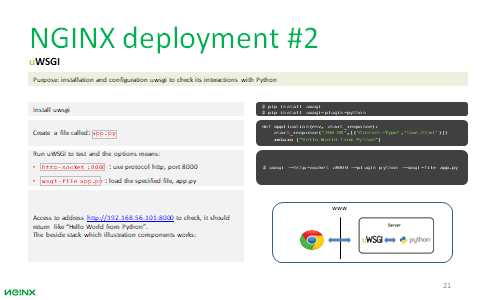 NGINX deployment #2
uWSGI
Purpose: installation and configuration uwsgi to check its interactions with Python
Install uwsgi
$ pip install uwsgi
$ pip install uwsgi-plugin-python
Create a file called: app.py
def application(env, start_response):
start_response('200 OK', [('Content-Type','text/html')])
return ["Hello World from Python"]
Run uWSGI to test and the options means:
• http-socket :8000 : use protocol http, port 8000
• wsgi-file app.py : load the specified file, app.py
$ uwsgi --http-socket :8000 --plugin python --wsgi-file app.py
Access to address http://192.168.56.101:8000 to check, it should
return like "Hello World from Python".
The beside stack which illustration components works:
www
Server
uWSGI
python
21
NGINX